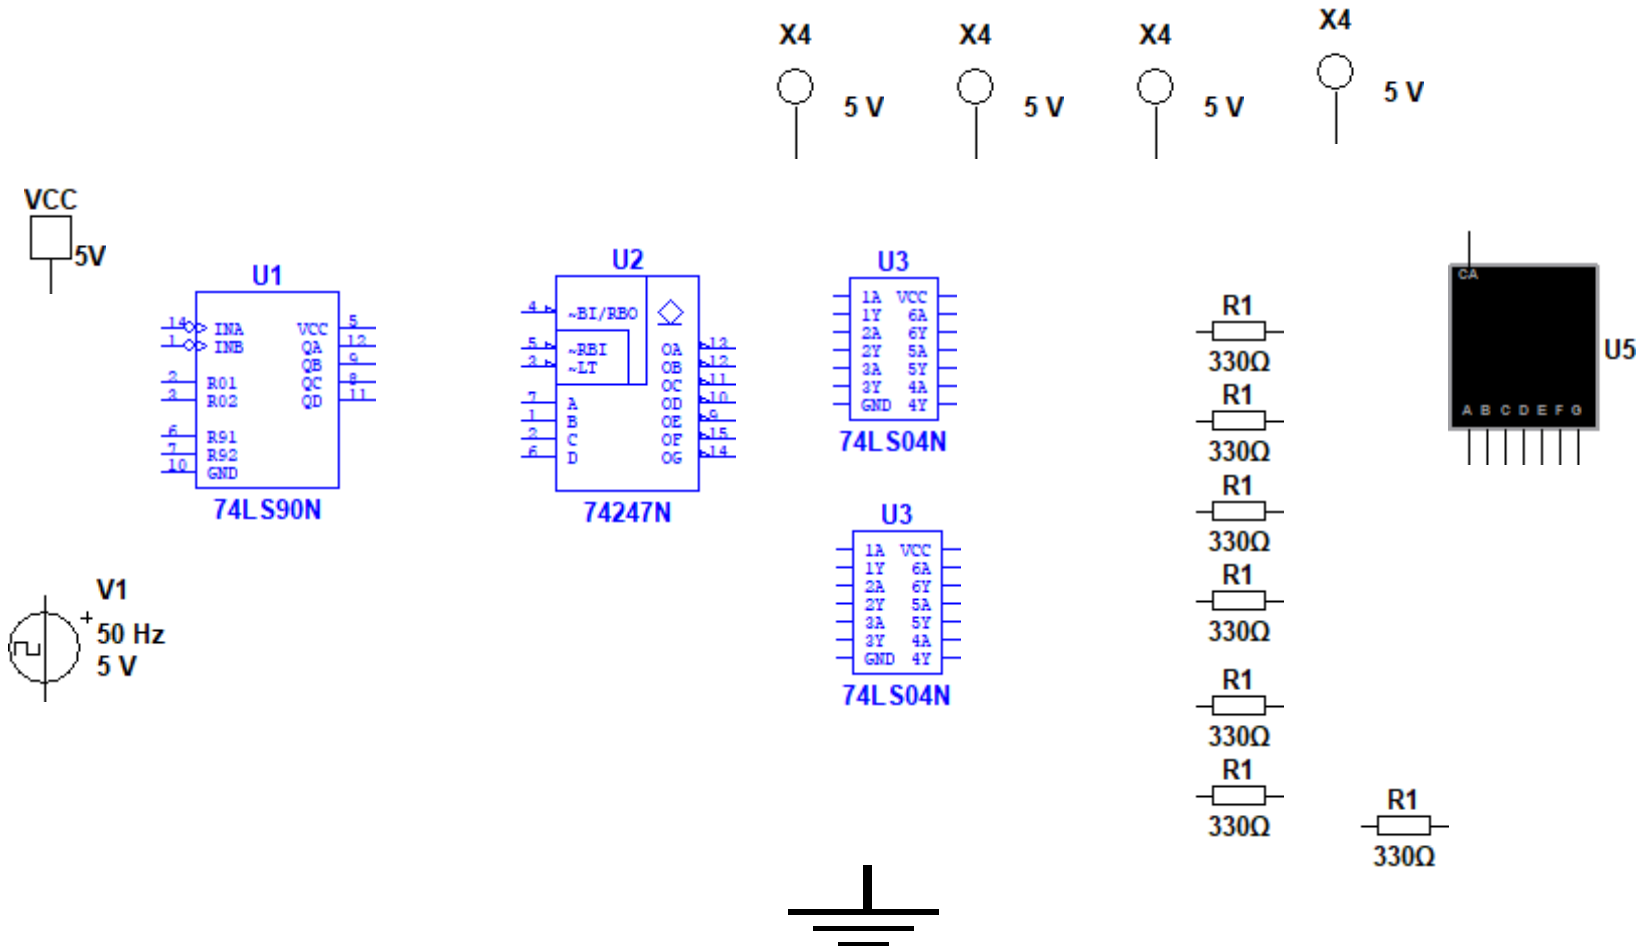 X4
5 V
X4
5 V
X4
5 V
X4
5 V
VCC
5V
U1
14 INA VCC 5
1 INB QA 12
QB 9
2 R01 QC 8
3 R02 QD 11
6 R91
7 R92
10 GND
74LS90N
U2
4 ~BI/RBO
5 ~RBI OA 13
3 ~LT OB 12
OC 11
7 A OD 10
1 B OE 9
2 C OF 15
6 D OG 14
74247N
U3
1A VCC
1Y 6A
2A 6Y
2Y 5A
3A 5Y
3Y 4A
GND 4Y
74LS04N
U3
1A VCC
1Y 6A
2A 6Y
2Y 5A
3A 5Y
3Y 4A
GND 4Y
74LS04N
V1
+
50 Hz
5 V
R1
330Ω
R1
330Ω
R1
330Ω
R1
330Ω
R1
330Ω
R1
330Ω
R1
330Ω
CA
U5
A B C D E F G